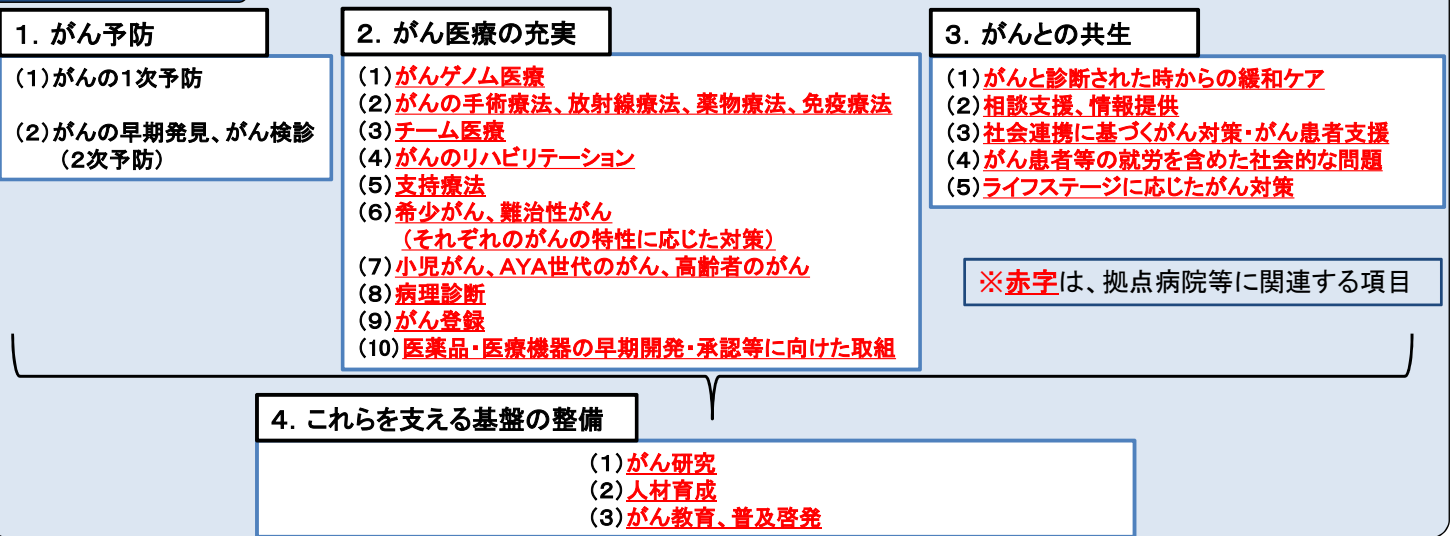 1．がん予防
（1）がんの1次予防
（2）がんの早期発見、がん検診
（2次予防）
2．がん医療の充実
（1）がんゲノム医療
（2）がんの手術療法、放射線療法、薬物療法、免疫療法
（3）チーム医療
（4）がんのリハビリテーション
（5）支持療法
（6）希少がん、難治性がん
（それぞれのがんの特性に応じた対策）
（7）小児がん、AYA世代のがん、高齢者のがん
（8）病理診断
（9）がん登録
（10）医薬品・医療機器の早期開発・承認等に向けた取組
3．がんとの共生
（1）がんと診断された時からの緩和ケア
（2）相談支援、情報提供
（3）社会連携に基づくがん対策・がん患者支援
（4）がん患者等の就労を含めた社会的な問題
（5）ライフステージに応じたがん対策
※赤字は、拠点病院等に関連する項目
4．これらを支える基盤の整備
（1）がん研究
（2）人材育成
（3）がん教育、普及啓発